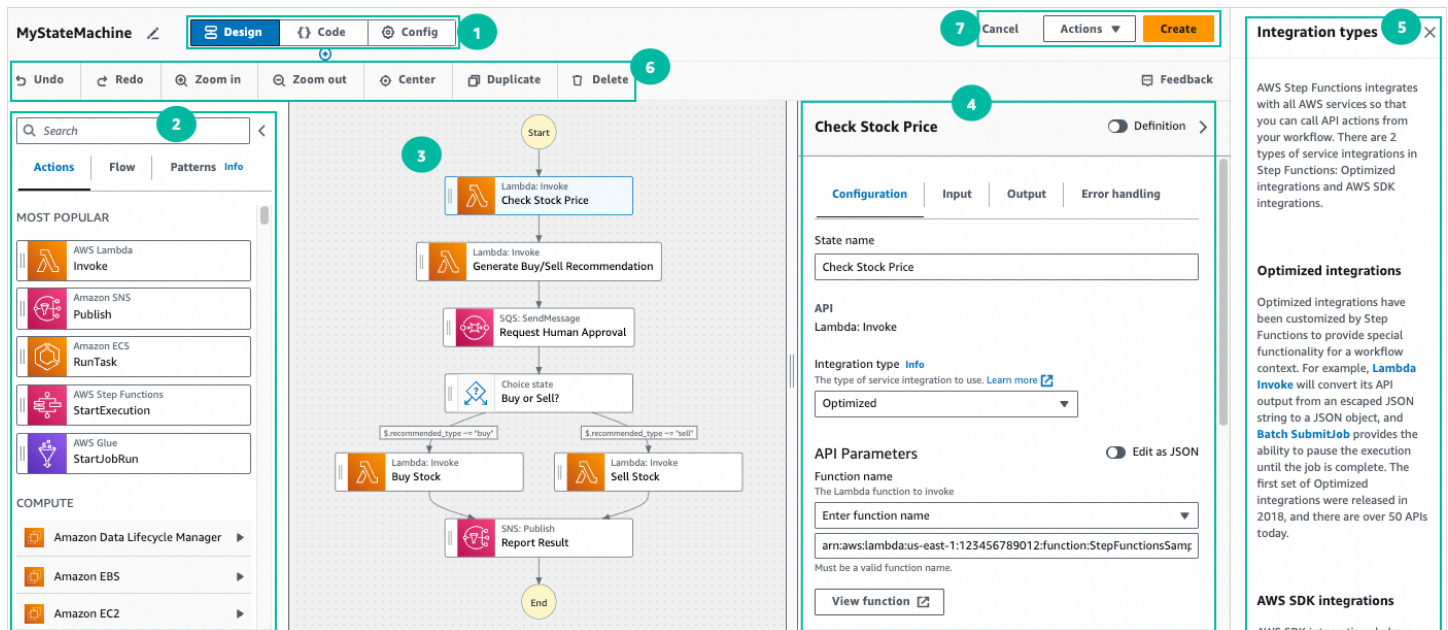 MyStateMachine
Design
{} Code
Config
1
7
Cancel
Actions
Create
Integration types
5
Undo
Redo
Zoom in
Zoom out
Center
Duplicate
Delete
6
Feedback
2
Search
Actions
Flow
Patterns Info
MOST POPULAR
AWS Lambda
Invoke
Amazon SNS
Publish
Amazon ECS
RunTask
AWS Step Functions
StartExecution
AWS Glue
StartJobRun
COMPUTE
Amazon Data Lifecycle Manager
Amazon EBS
Amazon EC2
3
Start
Lambda: Invoke
Check Stock Price
Lambda: Invoke
Generate Buy/Sell Recommendation
SQS: SendMessage
Request Human Approval
Choice state
Buy or Sell?
$.recommended_type == "buy"
$.recommended_type == "sell"
Lambda: Invoke
Buy Stock
Lambda: Invoke
Sell Stock
SNS: Publish
Report Result
End
4
Check Stock Price
Definition
Configuration
Input
Output
Error handling
State name
Check Stock Price
API
Lambda: Invoke
Integration type Info
The type of service integration to use. Learn more
Optimized
API Parameters
Edit as JSON
Function name
The Lambda function to invoke
Enter function name
arn:aws:lambda:us-east-1:123456789012:function:StepFunctionsSamp
Must be a valid function name.
View function
AWS Step Functions integrates
with all AWS services so that
you can call API actions from
your workflow. There are 2
types of service integrations in
Step Functions: Optimized
integrations and AWS SDK
integrations.
Optimized integrations
Optimized integrations have
been customized by Step
Functions to provide special
functionality for a workflow
context. For example, Lambda
Invoke will convert its API
output from an escaped JSON
string to a JSON object, and
Batch SubmitJob provides the
ability to pause the execution
until the job is complete. The
first set of Optimized
integrations were released in
2018, and there are over 50 APIs
today.
AWS SDK integrations